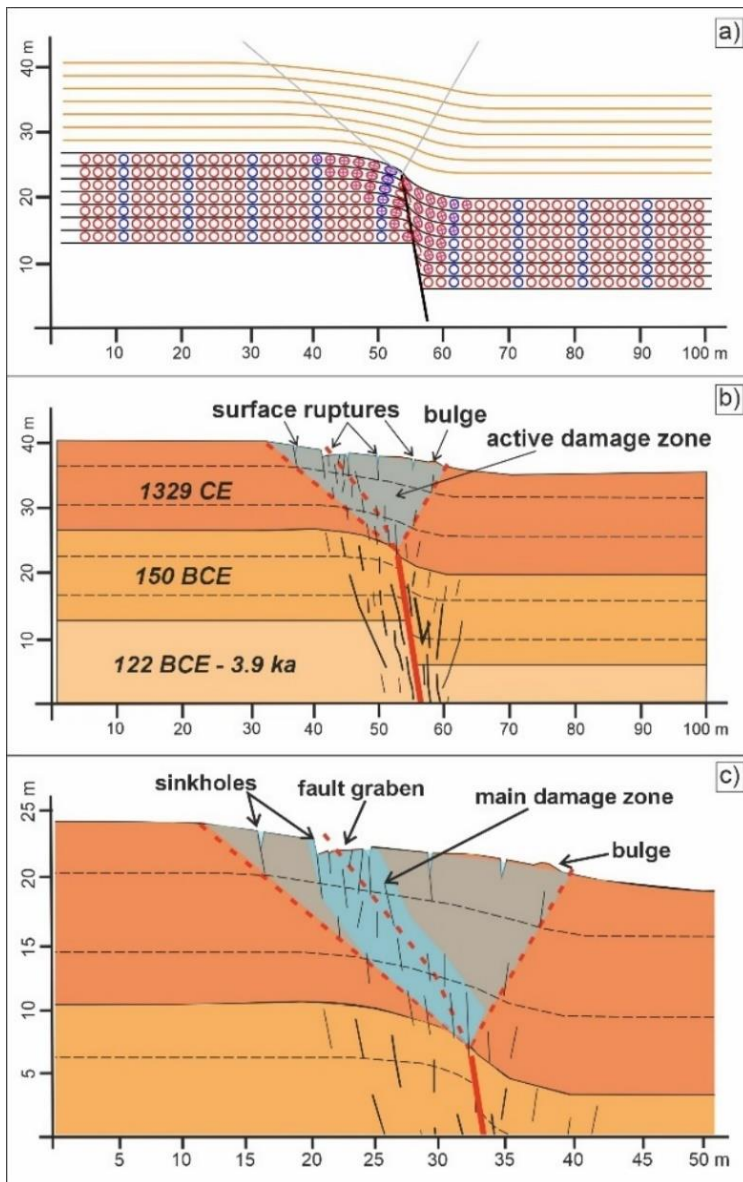 a)
40 m
30
20
10
10 20 30 40 50 60 70 80 90 100 m
b)
surface ruptures
bulge
active damage zone
40 m
30
20
10
1329 CE
150 BCE
122 BCE - 3.9 ka
10 20 30 40 50 60 70 80 90 100 m
c)
sinkholes
fault graben
main damage zone
bulge
25 m
20
15
10
5
5 10 15 20 25 30 35 40 45 50 m